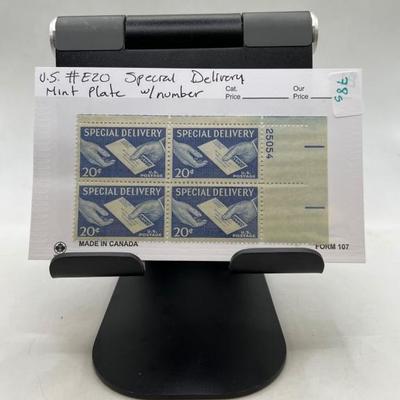 U.S. #E20 Special Delivery
Mint Plate w/number
Cat.
Price
Our
Price
785
SPECIAL DELIVERY
20¢
U.S.
POSTAGE
SPECIAL DELIVERY
20¢
U.S.
POSTAGE
25054
SPECIAL DELIVERY
20¢
U.S.
POSTAGE
SPECIAL DELIVERY
20¢
U.S.
POSTAGE
MADE IN CANADA
FORM 107